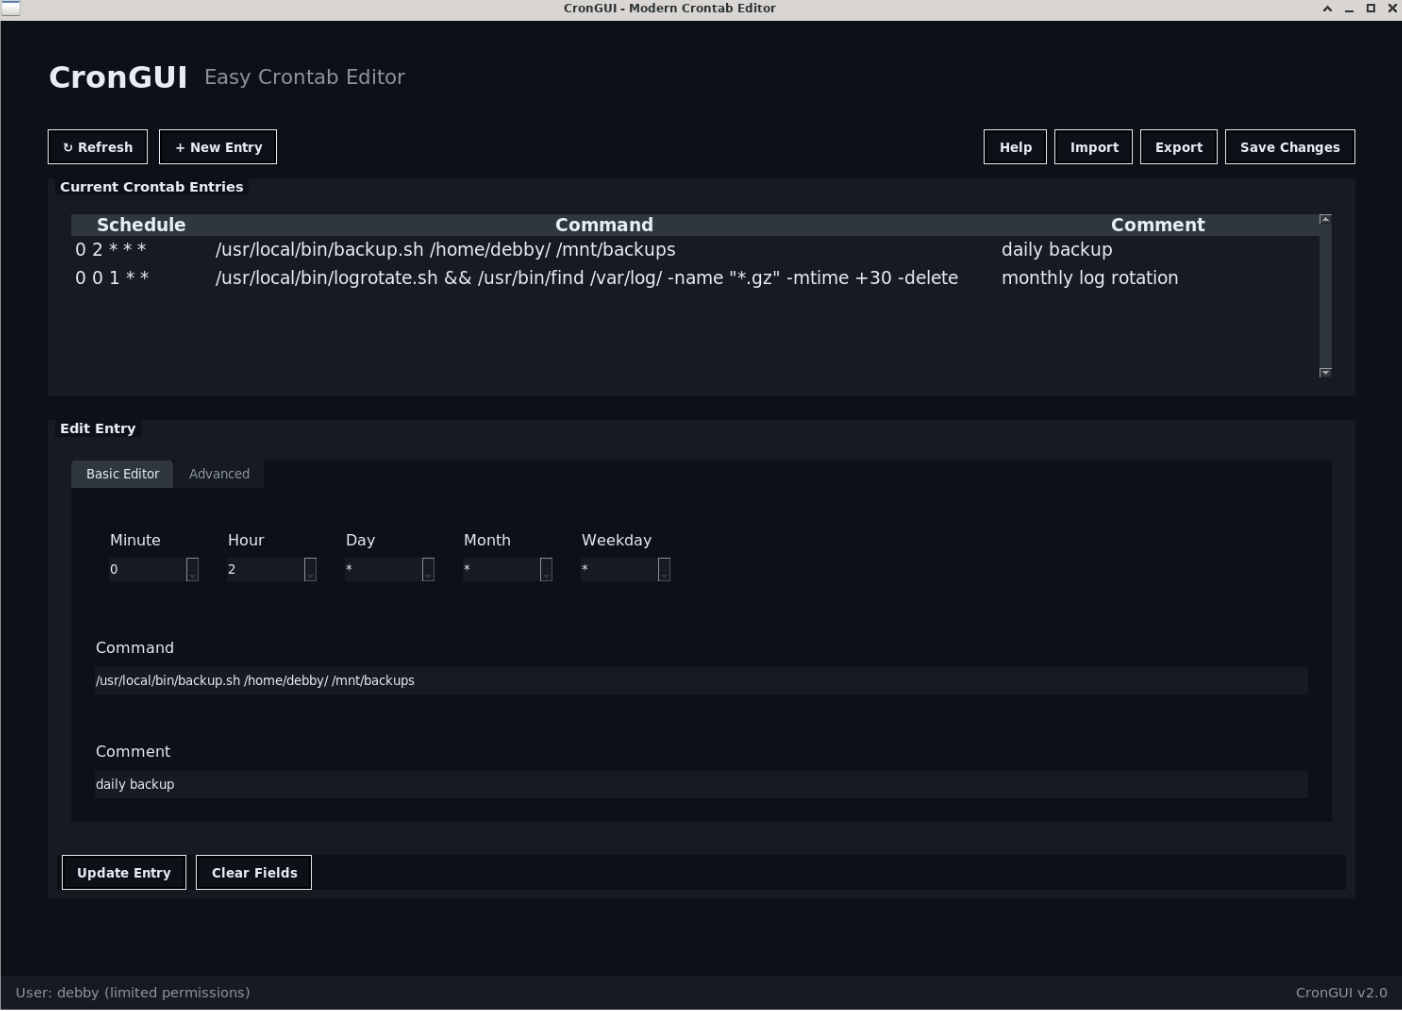 CronGUI - Modern Crontab Editor
CronGUI Easy Crontab Editor
↻ Refresh + New Entry Help Import Export Save Changes
Current Crontab Entries
Schedule Command Comment
0 2 * * * /usr/local/bin/backup.sh /home/debby/ /mnt/backups daily backup
0 0 1 * * /usr/local/bin/logrotate.sh && /usr/bin/find /var/log/ -name "*.gz" -mtime +30 -delete monthly log rotation
Edit Entry
Basic Editor Advanced
Minute Hour Day Month Weekday
0 2 * * *
Command
/usr/local/bin/backup.sh /home/debby/ /mnt/backups
Comment
daily backup
Update Entry Clear Fields
User: debby (limited permissions) CronGUI v2.0